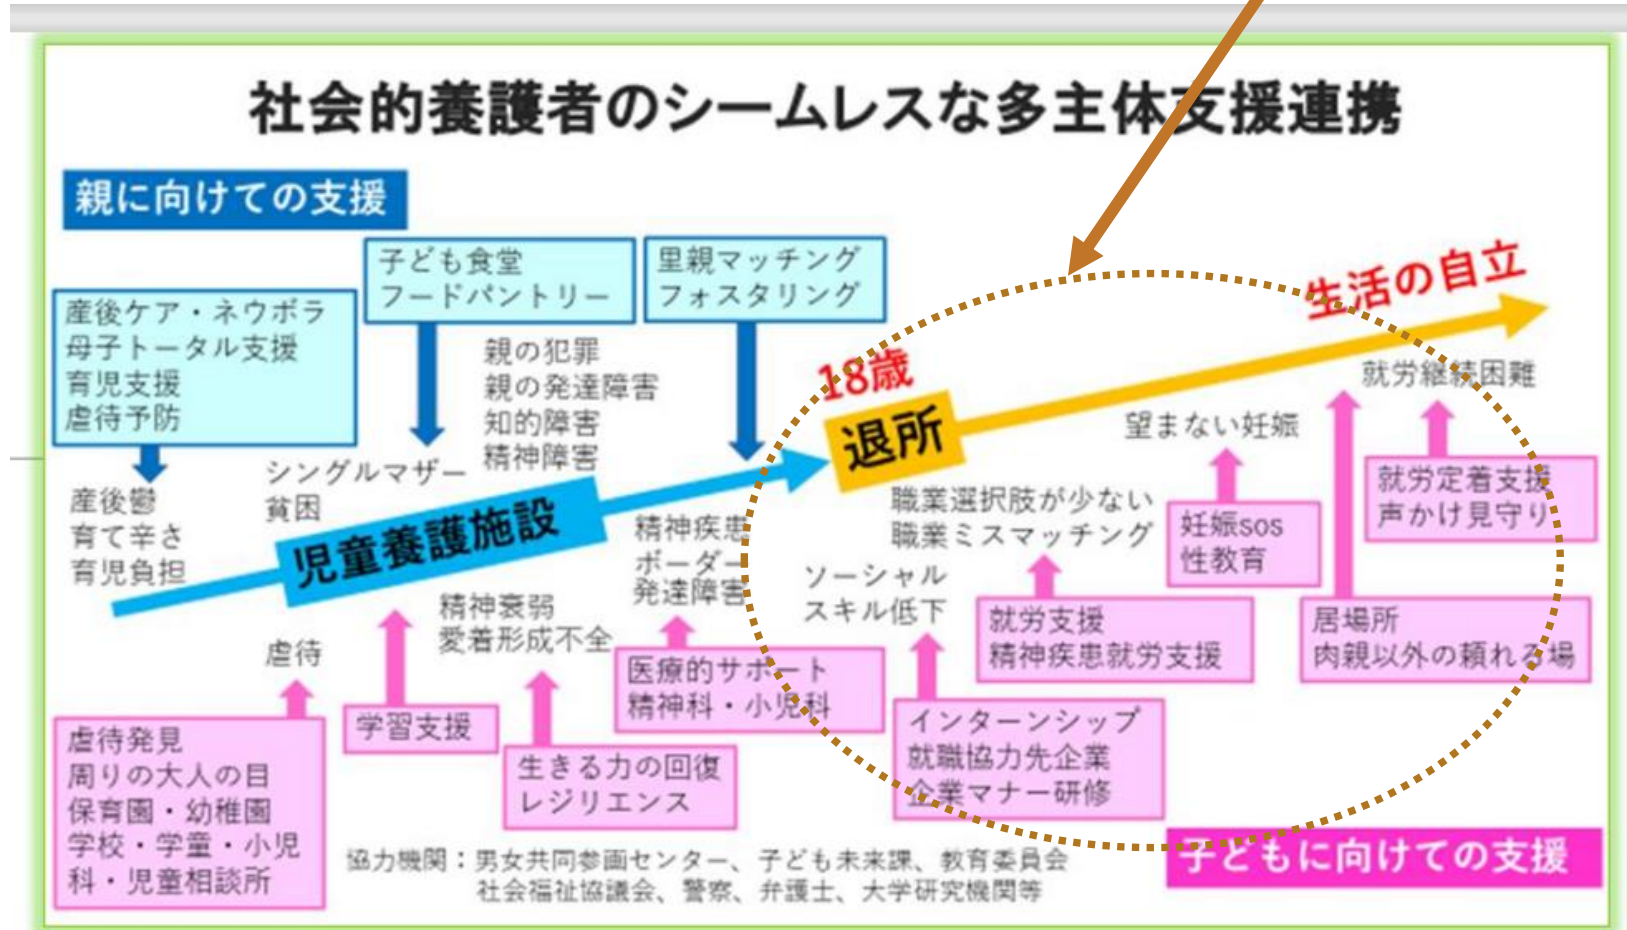 社会的養護者のシームレスな多主体支援連携
親に向けての支援
産後ケア・ネウボラ
母子トータル支援
育児支援
虐待予防
子ども食堂
フードパントリー
里親マッチング
フォスタリング
産後鬱
育て辛さ
育児負担
シングルマザー
貧困
親の犯罪
親の発達障害
知的障害
精神障害
児童養護施設
18歳
退所
生活の自立
虐待
精神衰弱
愛着形成不全
精神疾患
ボーダー
発達障害
ソーシャル
スキル低下
職業選択肢が少ない
職業ミスマッチング
望まない妊娠
就労継続困難
虐待発見
周りの大人の目
保育園・幼稚園
学校・学童・小児
科・児童相談所
学習支援
生きる力の回復
レジリエンス
医療的サポート
精神科・小児科
インターンシップ
就職協力先企業
企業マナー研修
就労支援
精神疾患就労支援
妊娠sos
性教育
居場所
肉親以外の頼れる場
就労定着支援
声かけ見守り
子どもに向けての支援
協力機関：男女共同参画センター、子ども未来課、教育委員会
社会福祉協議会、警察、弁護士、大学研究機関等